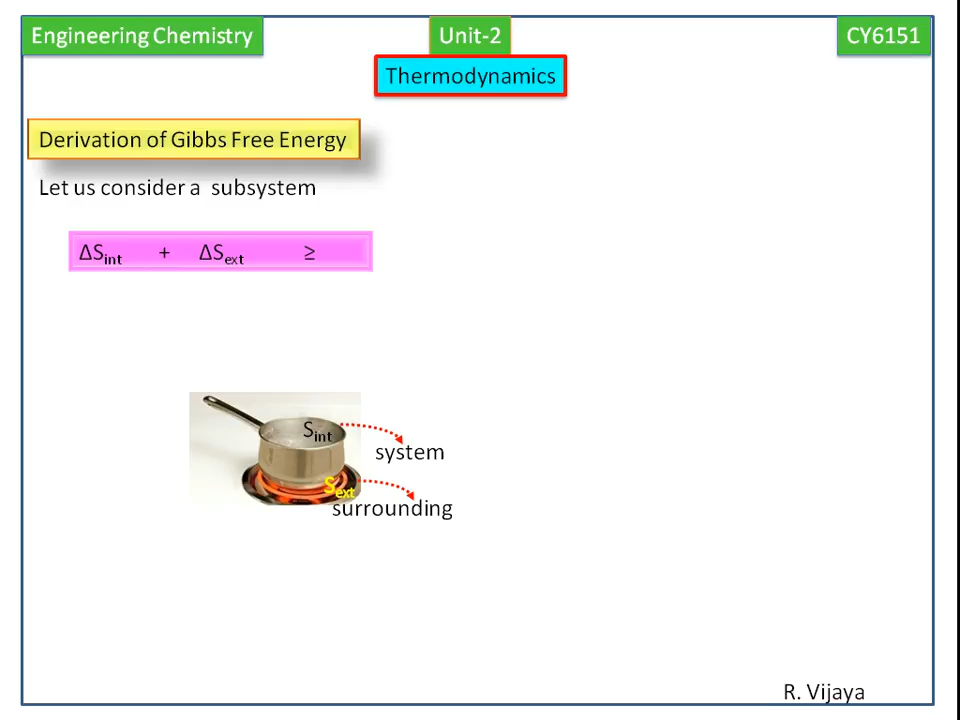 Engineering Chemistry
Unit-2
CY6151
Thermodynamics
Derivation of Gibbs Free Energy
Let us consider a subsystem
ΔSint + ΔSext ≥
Sint
system
Sext
surrounding
R. Vijaya